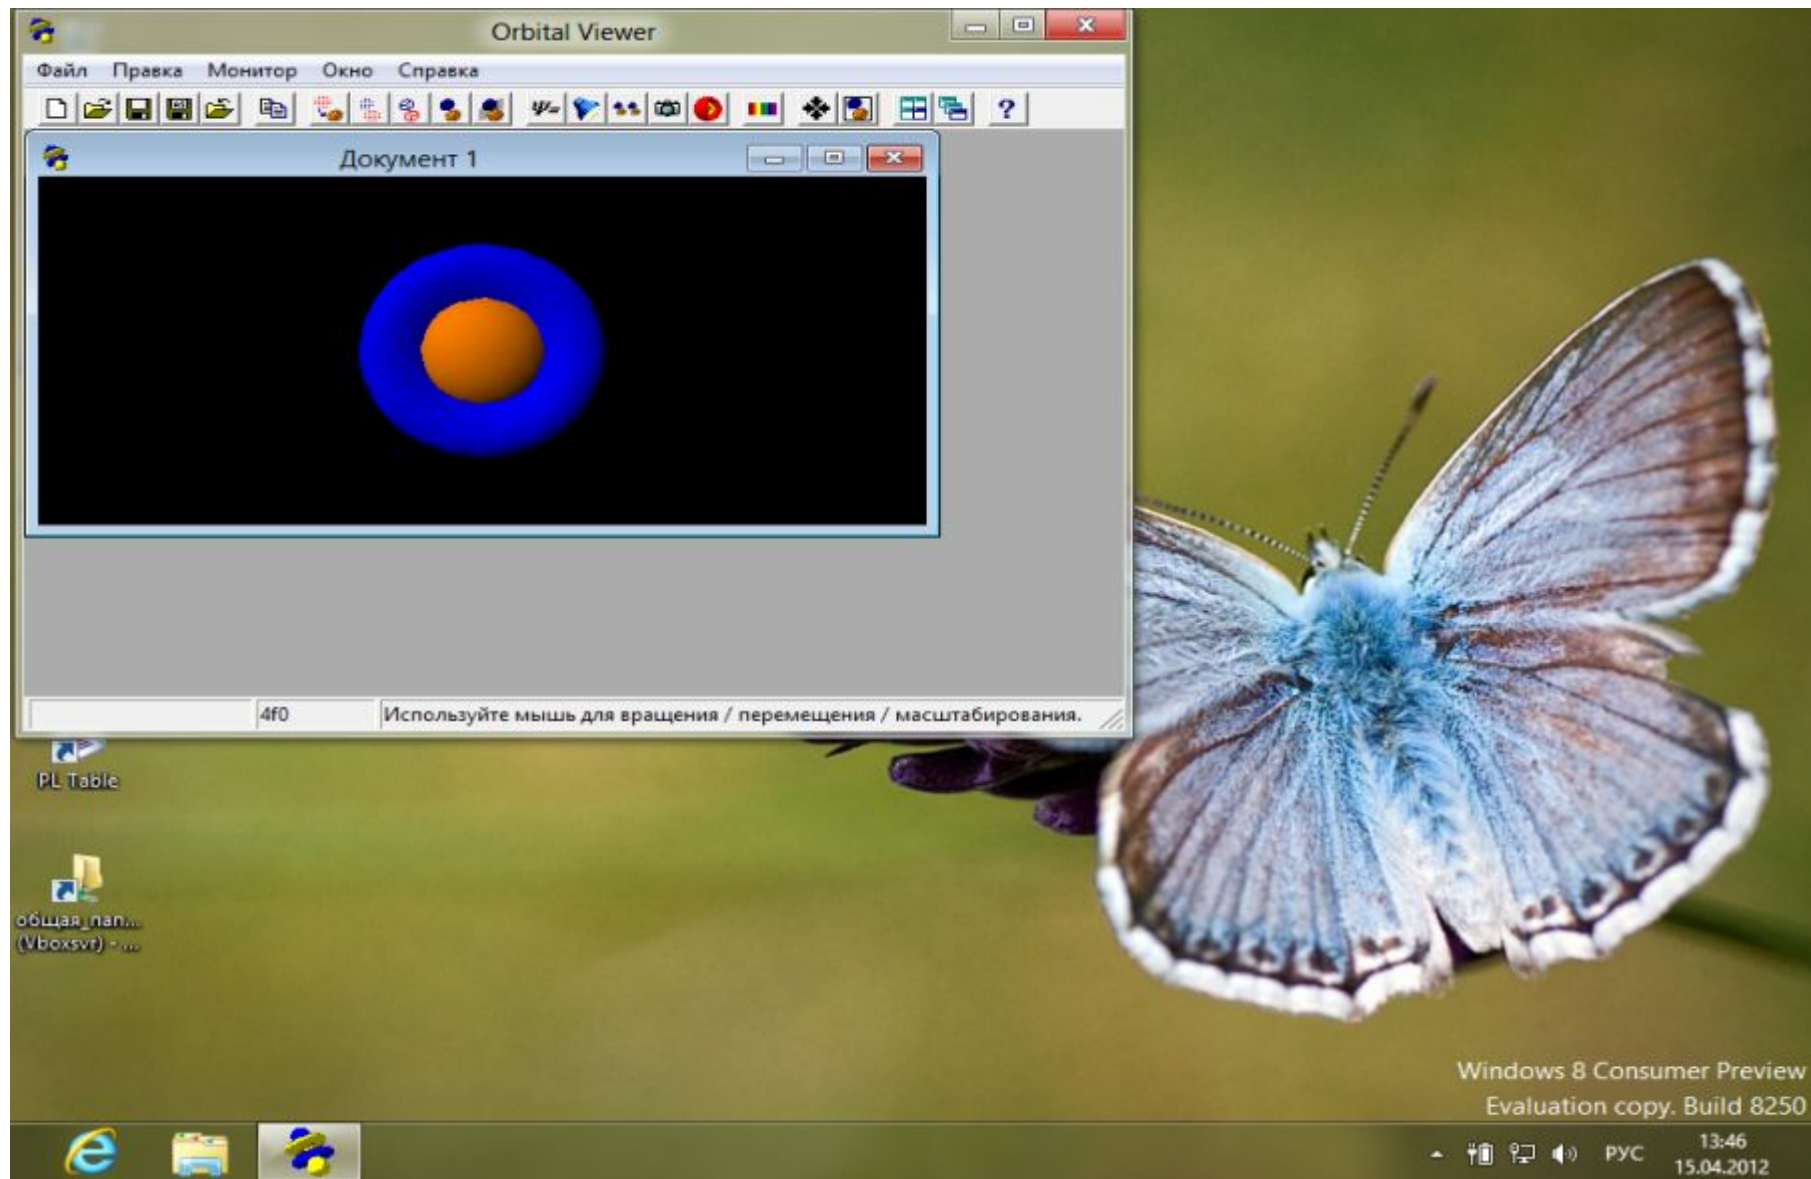 Orbital Viewer
Файл Правка Монитор Окно Справка
Ψ= ?
Документ 1
4f0 Используйте мышь для вращения / перемещения / масштабирования.
PL Table
общая_пап...
(Vboxsvr) - ...
Windows 8 Consumer Preview
Evaluation copy. Build 8250
РУС
13:46
15.04.2012